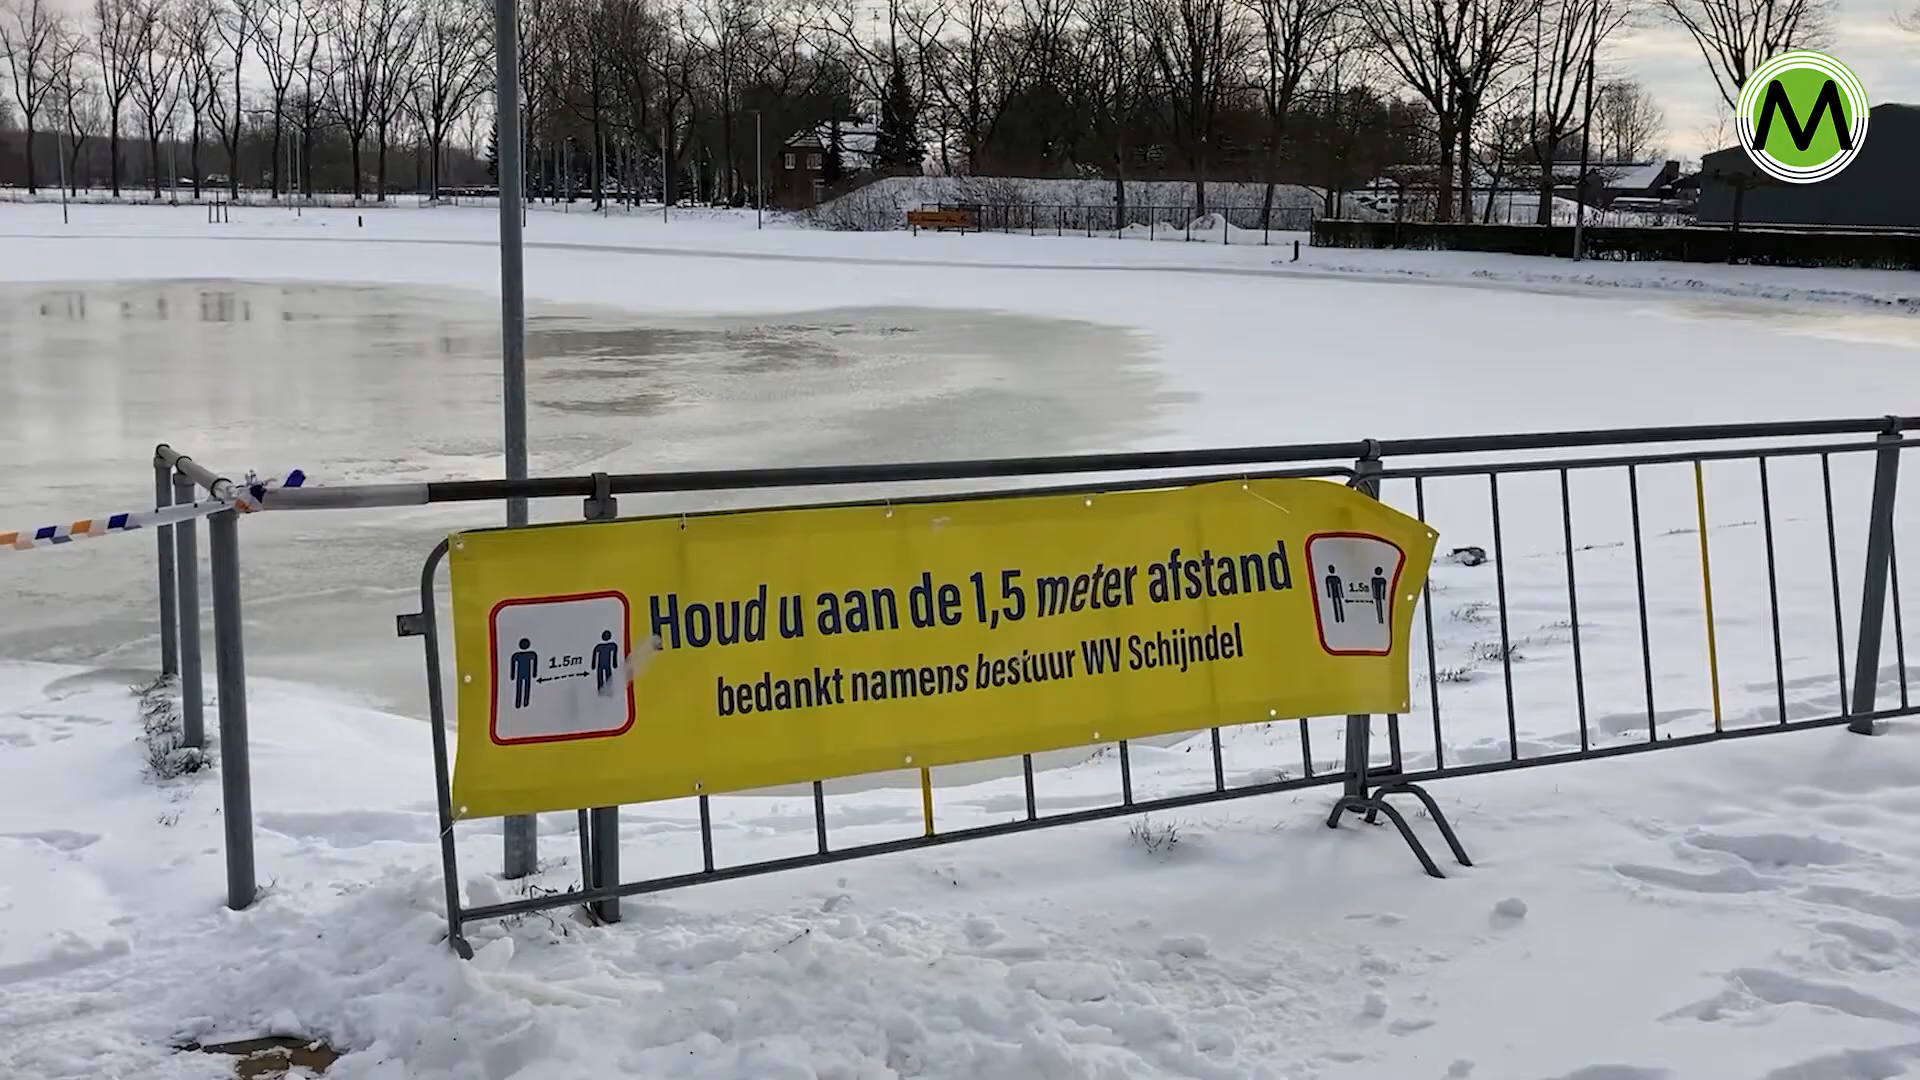 M
Houd u aan de 1,5 meter afstand
bedankt namens bestuur WV Schijndel
1.5m
1.5m